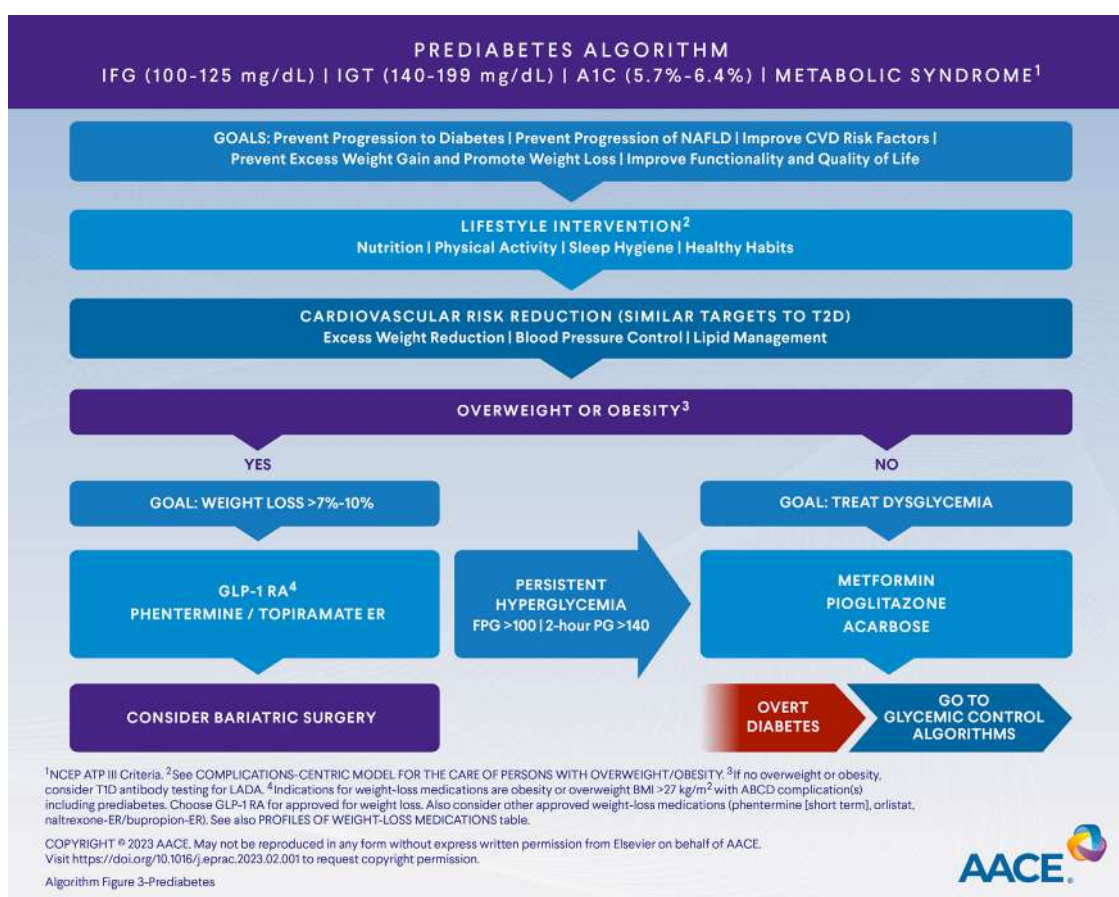 PREDIABETES ALGORITHM
IFG (100-125 mg/dL) | IGT (140-199 mg/dL) | A1C (5.7%-6.4%) | METABOLIC SYNDROME¹
GOALS: Prevent Progression to Diabetes | Prevent Progression of NAFLD | Improve CVD Risk Factors |
Prevent Excess Weight Gain and Promote Weight Loss | Improve Functionality and Quality of Life
LIFESTYLE INTERVENTION²
Nutrition | Physical Activity | Sleep Hygiene | Healthy Habits
CARDIOVASCULAR RISK REDUCTION (SIMILAR TARGETS TO T2D)
Excess Weight Reduction | Blood Pressure Control | Lipid Management
OVERWEIGHT OR OBESITY³
YES
GOAL: WEIGHT LOSS >7%-10%
GLP-1 RA⁴
PHENTERMINE / TOPIRAMATE ER
CONSIDER BARIATRIC SURGERY
PERSISTENT
HYPERGLYCEMIA
FPG >100 | 2-hour PG >140
NO
GOAL: TREAT DYSGLYCEMIA
METFORMIN
PIOGLITAZONE
ACARBOSE
OVERT
DIABETES
GO TO
GLYCEMIC CONTROL
ALGORITHMS
¹NCEP ATP III Criteria. ²See COMPLICATIONS-CENTRIC MODEL FOR THE CARE OF PERSONS WITH OVERWEIGHT/OBESITY. ³If no overweight or obesity,
consider T1D antibody testing for LADA. ⁴Indications for weight-loss medications are obesity or overweight BMI >27 kg/m² with ABCD complication(s)
including prediabetes. Choose GLP-1 RA for approved for weight loss. Also consider other approved weight-loss medications (phentermine [short term], orlistat,
naltrexone-ER/bupropion-ER). See also PROFILES OF WEIGHT-LOSS MEDICATIONS table.
COPYRIGHT © 2023 AACE. May not be reproduced in any form without express written permission from Elsevier on behalf of AACE.
Visit https://doi.org/10.1016/j.eprac.2023.02.001 to request copyright permission.
Algorithm Figure 3-Prediabetes
AACE.